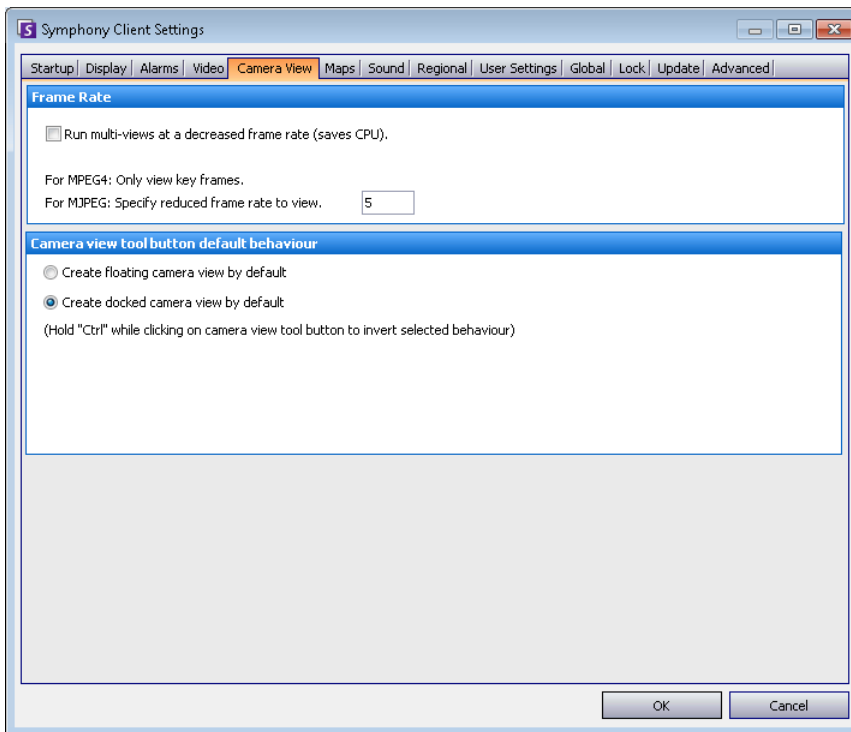 Symphony Client Settings
Startup Display Alarms Video Camera View Maps Sound Regional User Settings Global Lock Update Advanced
Frame Rate
Run multi-views at a decreased frame rate (saves CPU).
For MPEG4: Only view key frames.
For MJPEG: Specify reduced frame rate to view. 5
Camera view tool button default behaviour
Create floating camera view by default
Create docked camera view by default
(Hold "Ctrl" while clicking on camera view tool button to invert selected behaviour)
OK Cancel